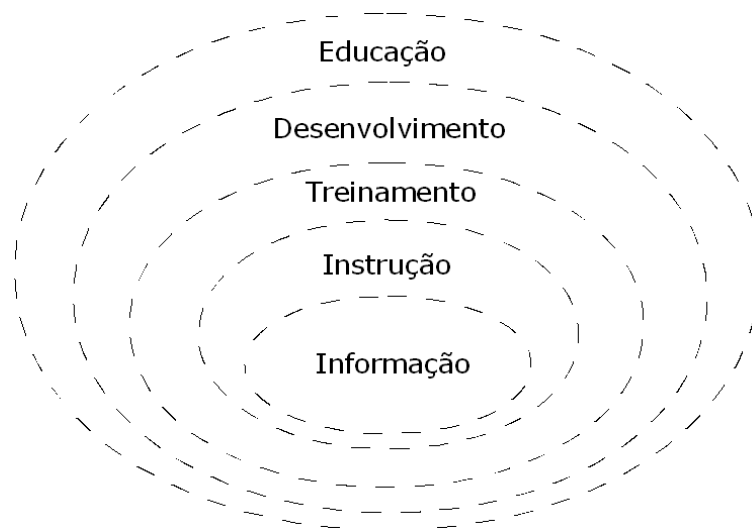 Educação
Desenvolvimento
Treinamento
Instrução
Informação